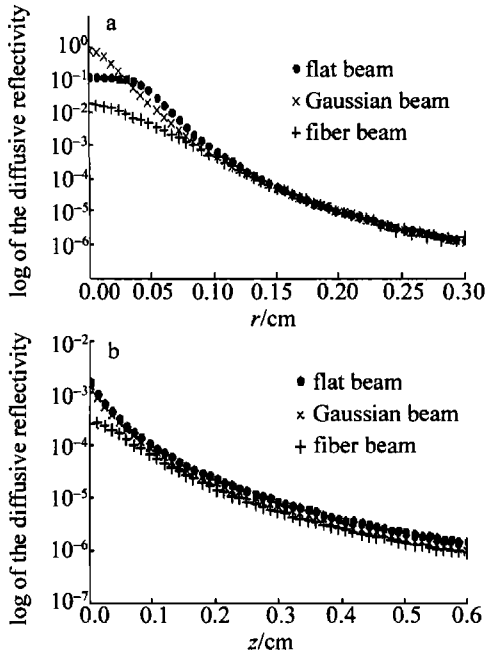 a
log of the diffusive reflectivity
10^0
10^-1
10^-2
10^-3
10^-4
10^-5
10^-6
flat beam
Gaussian beam
fiber beam
0.00 0.05 0.10 0.15 0.20 0.25 0.30
r/cm
b
log of the diffusive reflectivity
10^-2
10^-3
10^-4
10^-5
10^-6
10^-7
flat beam
Gaussian beam
fiber beam
0.0 0.1 0.2 0.3 0.4 0.5 0.6
z/cm